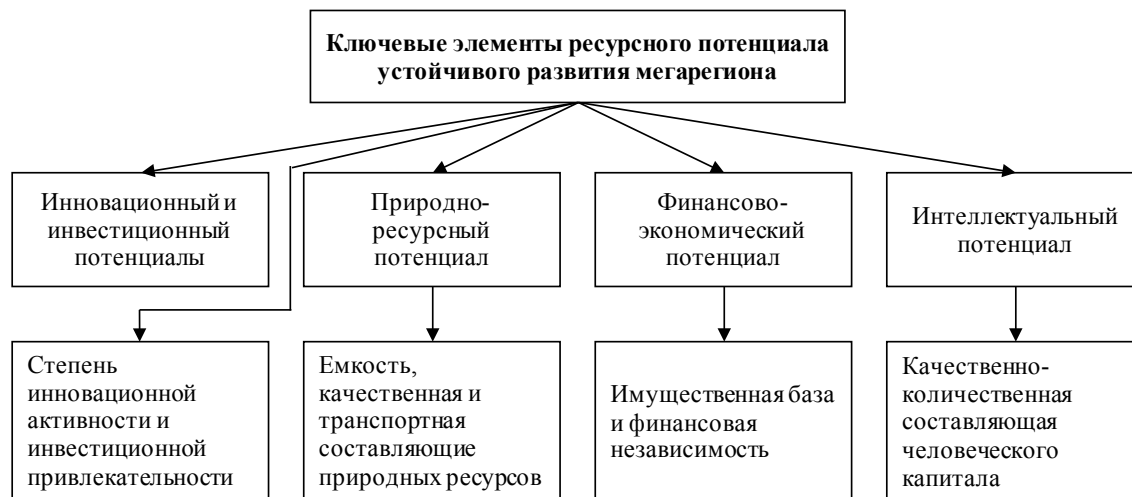 Ключевые элементы ресурсного потенциала
устойчивого развития мегарегиона
Инновационный и
инвестиционный
потенциалы
Природно-
ресурсный
потенциал
Финансово-
экономический
потенциал
Интеллектуальный
потенциал
Степень
инновационной
активности и
инвестиционной
привлекательности
Емкость,
качественная и
транспортная
составляющие
природных ресурсов
Имущественная база
и финансовая
независимость
Качественно-
количественная
составляющая
человеческого
капитала